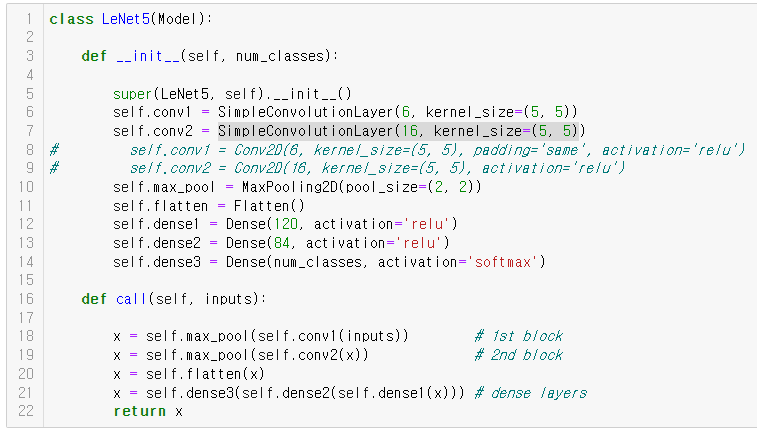 1 class LeNet5(Model):
2
3     def __init__(self, num_classes):
4
5         super(LeNet5, self).__init__()
6         self.conv1 = SimpleConvolutionLayer(6, kernel_size=(5, 5))
7         self.conv2 = SimpleConvolutionLayer(16, kernel_size=(5, 5))
8 #         self.conv1 = Conv2D(6, kernel_size=(5, 5), padding='same', activation='relu')
9 #         self.conv2 = Conv2D(16, kernel_size=(5, 5), activation='relu')
10         self.max_pool = MaxPooling2D(pool_size=(2, 2))
11         self.flatten = Flatten()
12         self.dense1 = Dense(120, activation='relu')
13         self.dense2 = Dense(84, activation='relu')
14         self.dense3 = Dense(num_classes, activation='softmax')
15
16     def call(self, inputs):
17
18         x = self.max_pool(self.conv1(inputs))        # 1st block
19         x = self.max_pool(self.conv2(x))             # 2nd block
20         x = self.flatten(x)
21         x = self.dense3(self.dense2(self.dense1(x))) # dense layers
22         return x